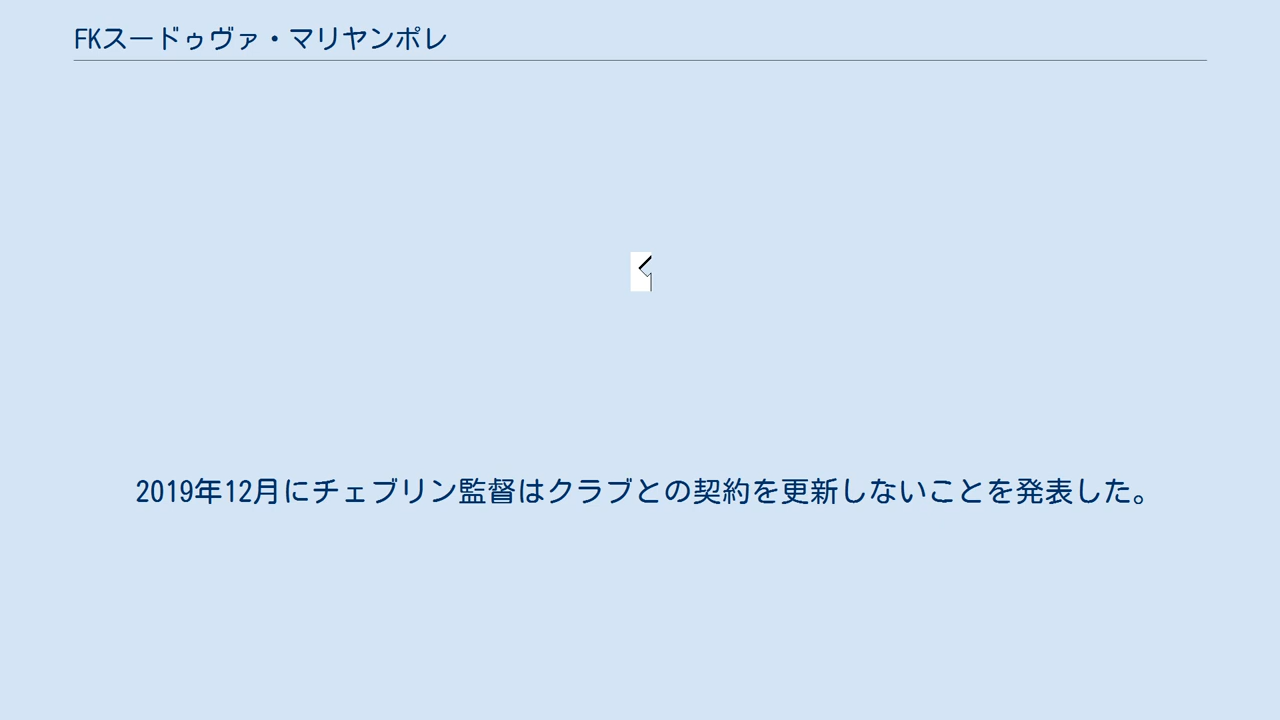 FKスードゥヴァ・マリヤンポレ
2019年12月にチェブリン監督はクラブとの契約を更新しないことを発表した。